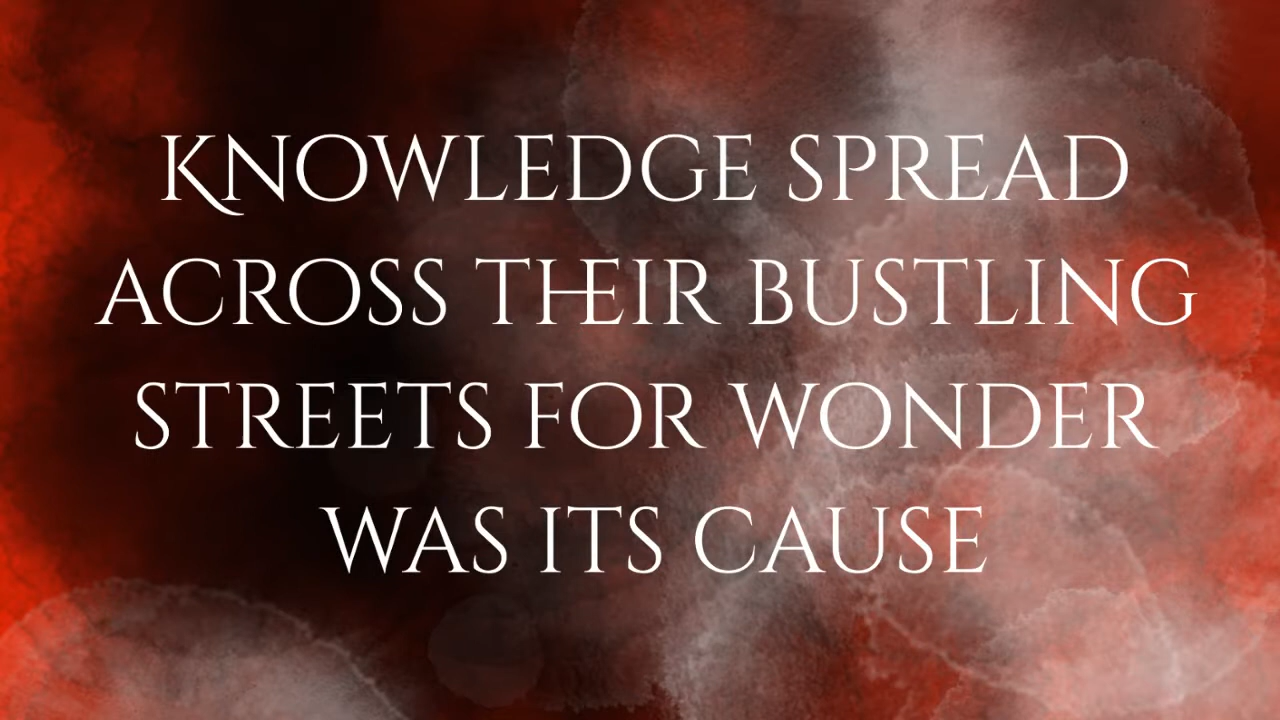 KNOWLEDGE SPREAD
ACROSS THEIR BUSTLING
STREETS FOR WONDER
WAS ITS CAUSE